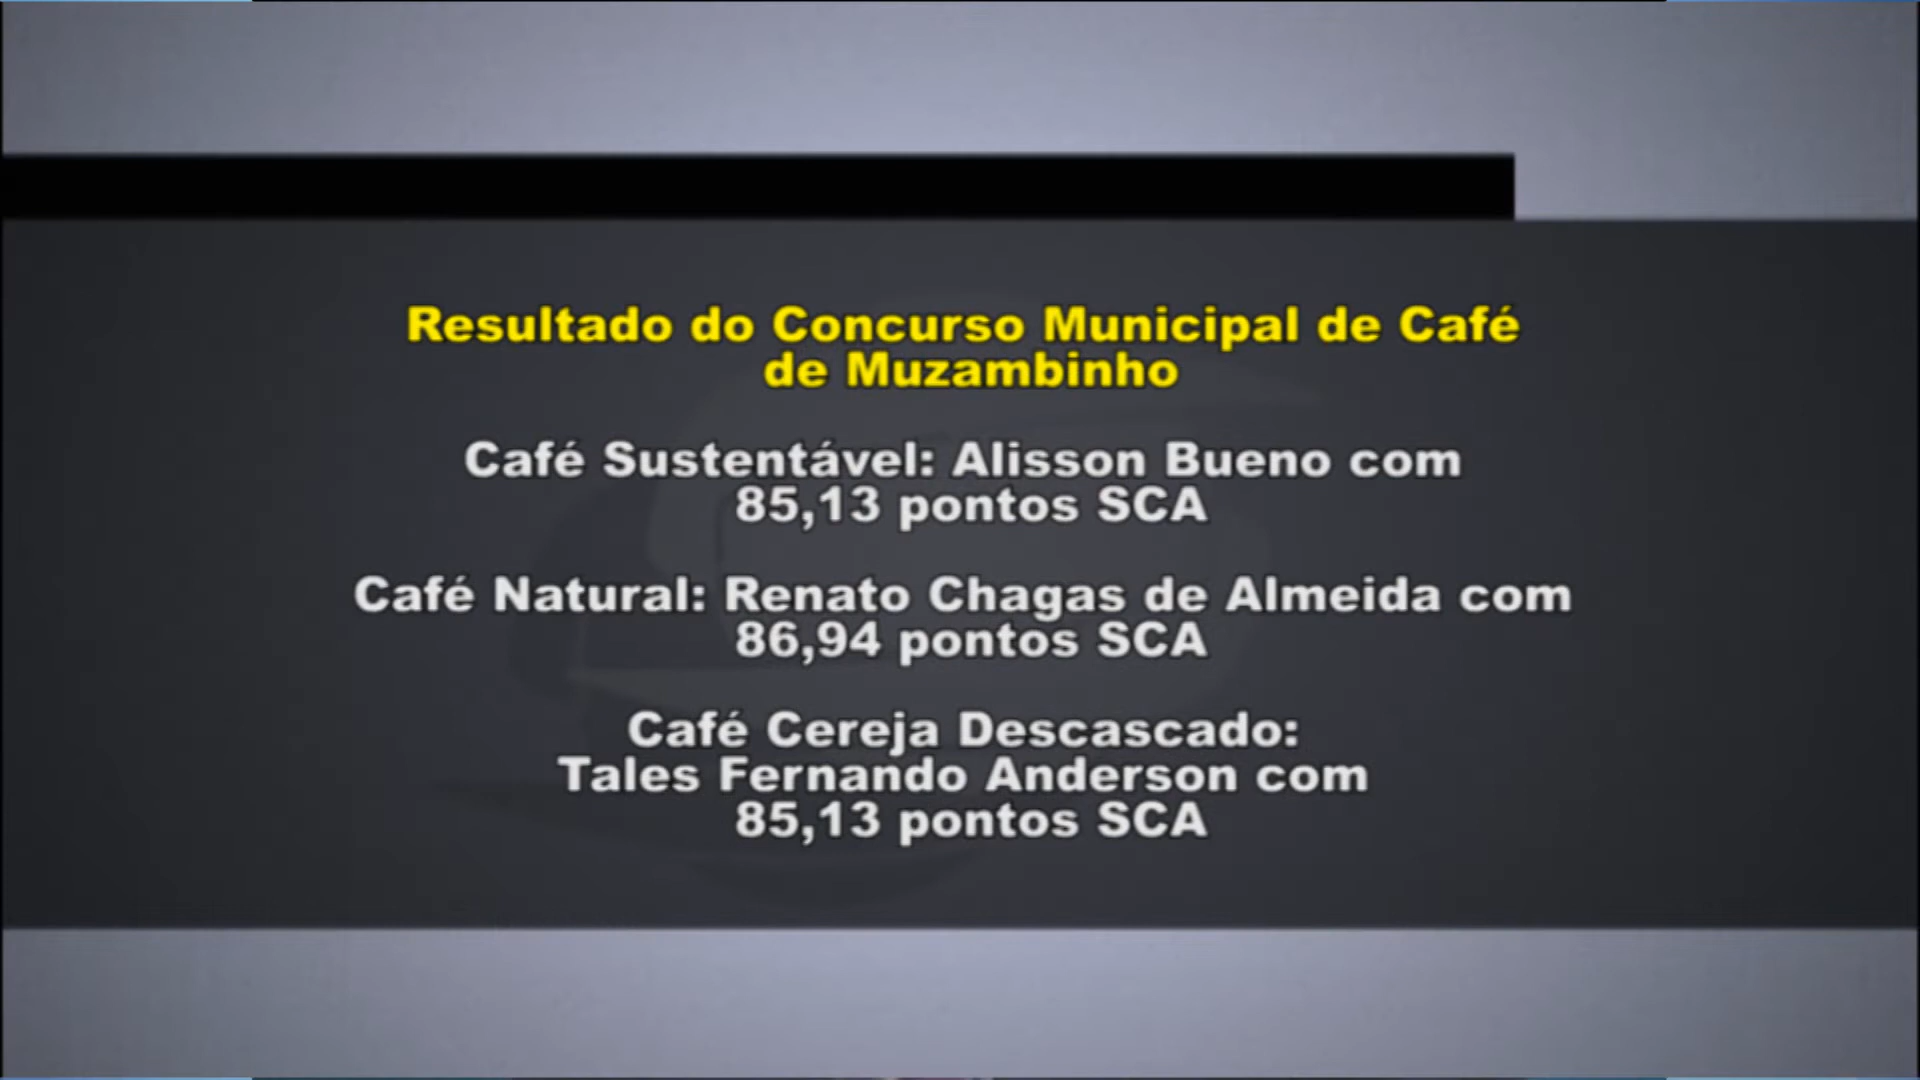 Resultado do Concurso Municipal de Café
de Muzambinho
Café Sustentável: Alisson Bueno com
85,13 pontos SCA
Café Natural: Renato Chagas de Almeida com
86,94 pontos SCA
Café Cereja Descascado:
Tales Fernando Anderson com
85,13 pontos SCA